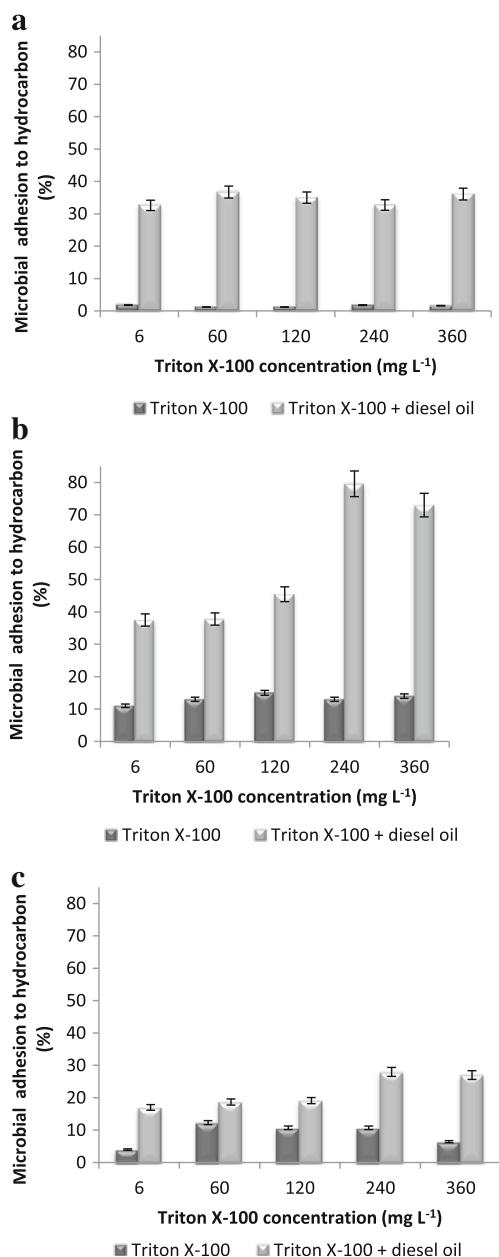 a
Microbial adhesion to hydrocarbon
(%)
80
70
60
50
40
30
20
10
0
6 60 120 240 360
Triton X-100 concentration (mg L-1)
Triton X-100 Triton X-100 + diesel oil
b
Microbial adhesion to hydrocarbon
(%)
80
70
60
50
40
30
20
10
0
6 60 120 240 360
Triton X-100 concentration (mg L-1)
Triton X-100 Triton X-100 + diesel oil
c
Microbial adhesion to hydrocarbon
(%)
80
70
60
50
40
30
20
10
0
6 60 120 240 360
Triton X-100 concentration (mg L-1)
Triton X-100 Triton X-100 + diesel oil